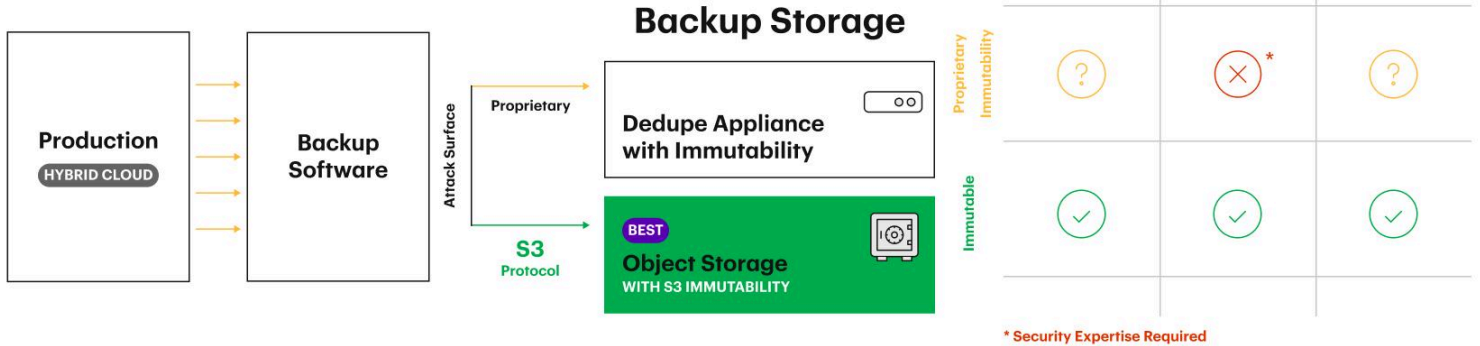 Backup Storage
Production
HYBRID CLOUD
Backup
Software
Attack Surface
Proprietary
S3
Protocol
Dedupe Appliance
with Immutability
BEST
Object Storage
WITH S3 IMMUTABILITY
Proprietary
Immutability
?
*
?
Immutable
* Security Expertise Required